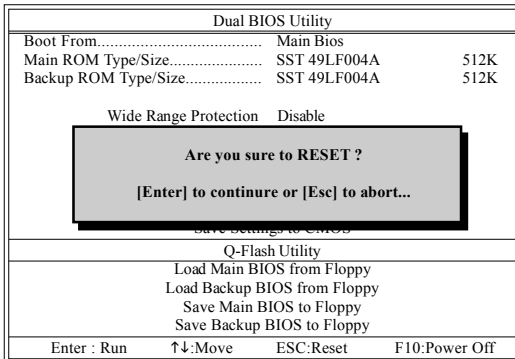 Dual BIOS Utility
Boot From..................................... Main Bios
Main ROM Type/Size..................... SST 49LF004A 512K
Backup ROM Type/Size................. SST 49LF004A 512K
Wide Range Protection Disable
Are you sure to RESET ?
[Enter] to continure or [Esc] to abort...
Save Settings to CMOS
Q-Flash Utility
Load Main BIOS from Floppy
Load Backup BIOS from Floppy
Save Main BIOS to Floppy
Save Backup BIOS to Floppy
Enter : Run ↑↓:Move ESC:Reset F10:Power Off